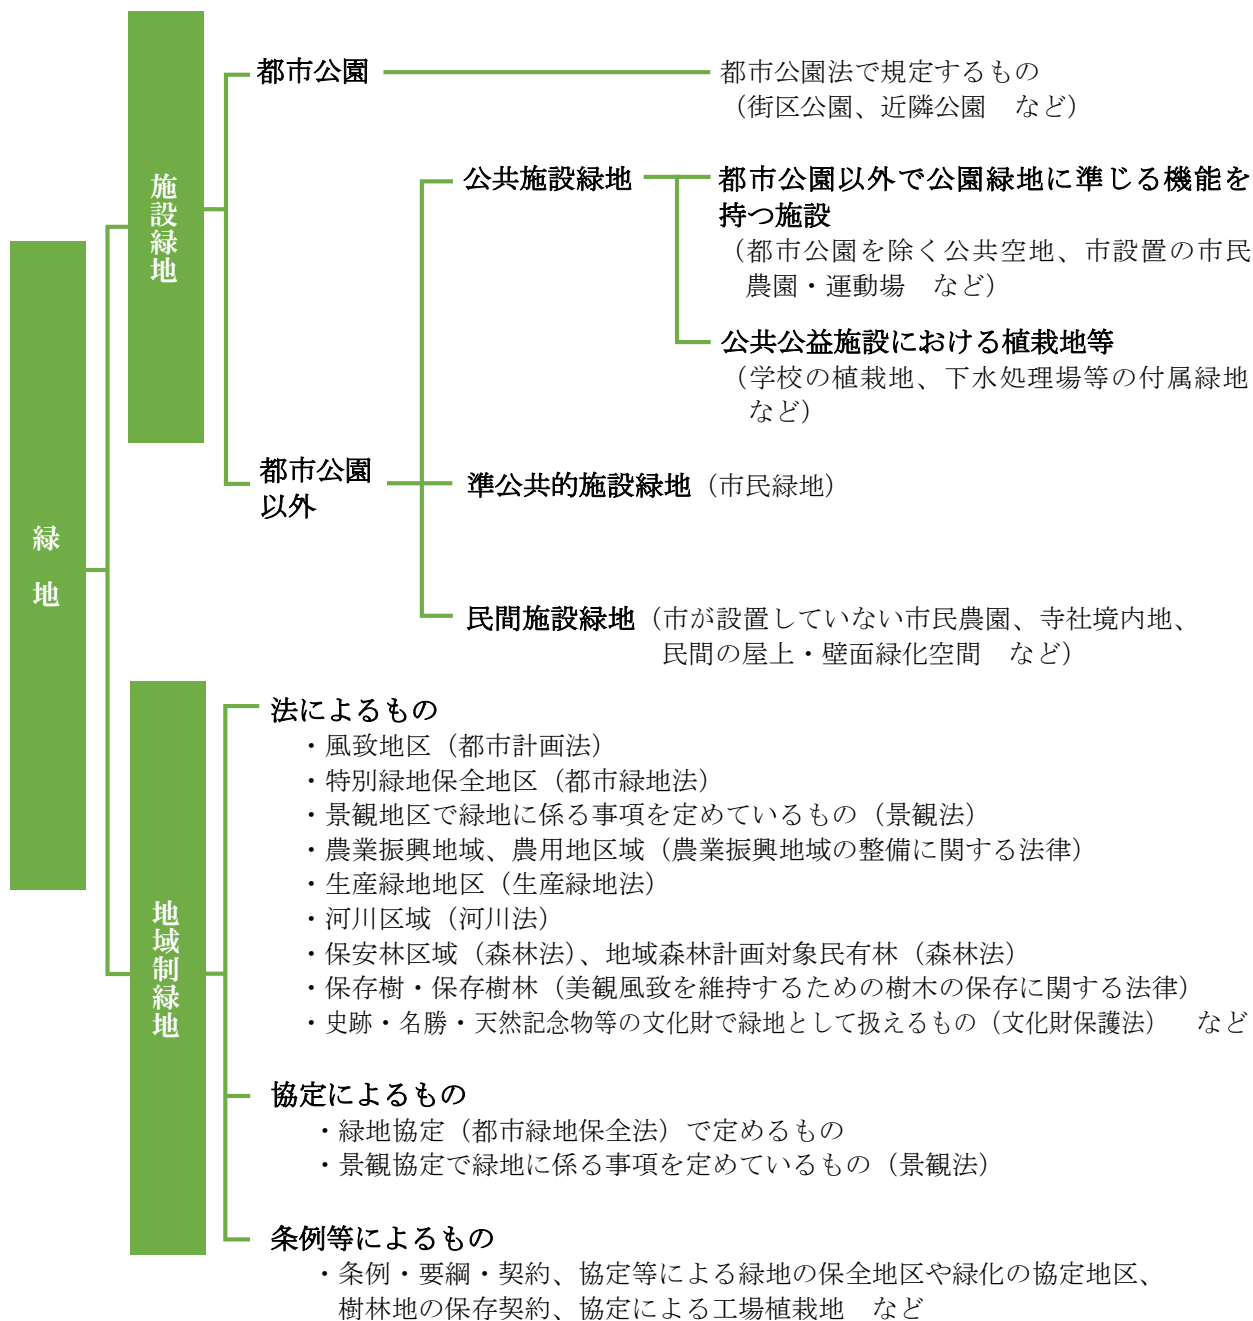 緑地
施設緑地
都市公園
都市公園法で規定するもの
（街区公園、近隣公園　など）
都市公園
以外
公共施設緑地
都市公園以外で公園緑地に準じる機能を
持つ施設
（都市公園を除く公共空地、市設置の市民
農園・運動場　など）
公共公益施設における植栽地等
（学校の植栽地、下水処理場等の付属緑地
など）
準公共的施設緑地（市民緑地）
民間施設緑地（市が設置していない市民農園、寺社境内地、
民間の屋上・壁面緑化空間　など）
地域制緑地
法によるもの
・風致地区（都市計画法）
・特別緑地保全地区（都市緑地法）
・景観地区で緑地に係る事項を定めているもの（景観法）
・農業振興地域、農用地区域（農業振興地域の整備に関する法律）
・生産緑地地区（生産緑地法）
・河川区域（河川法）
・保安林区域（森林法）、地域森林計画対象民有林（森林法）
・保存樹・保存樹林（美観風致を維持するための樹木の保存に関する法律）
・史跡・名勝・天然記念物等の文化財で緑地として扱えるもの（文化財保護法）　など
協定によるもの
・緑地協定（都市緑地保全法）で定めるもの
・景観協定で緑地に係る事項を定めているもの（景観法）
条例等によるもの
・条例・要綱・契約、協定等による緑地の保全地区や緑化の協定地区、
樹林地の保存契約、協定による工場植栽地　など